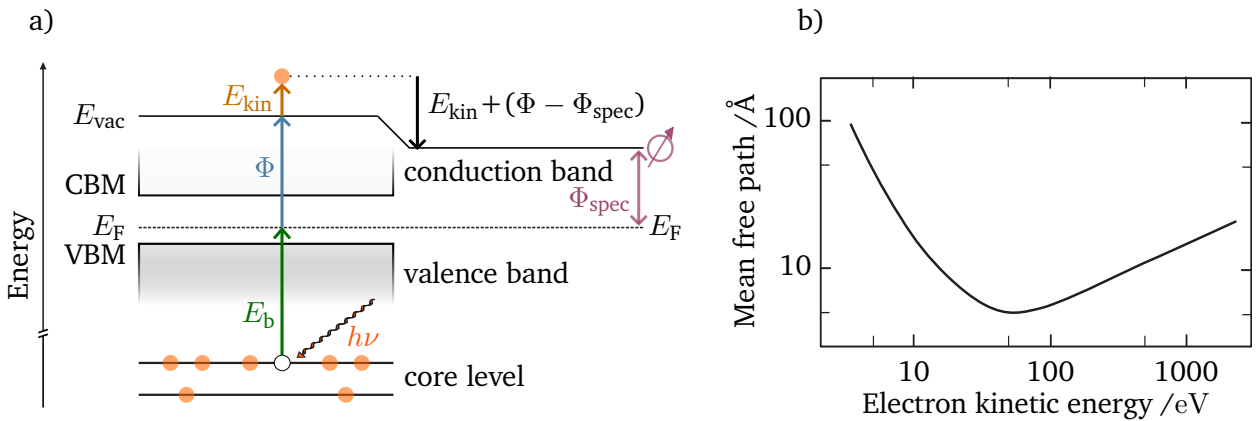 a)
Energy
E_vac
CBM
E_F
VBM
E_kin
Φ
E_b
hν
E_kin + (Φ − Φ_spec)
conduction band
Φ_spec
E_F
valence band
core level
b)
Mean free path /Å
100
10
10
100
1000
Electron kinetic energy /eV